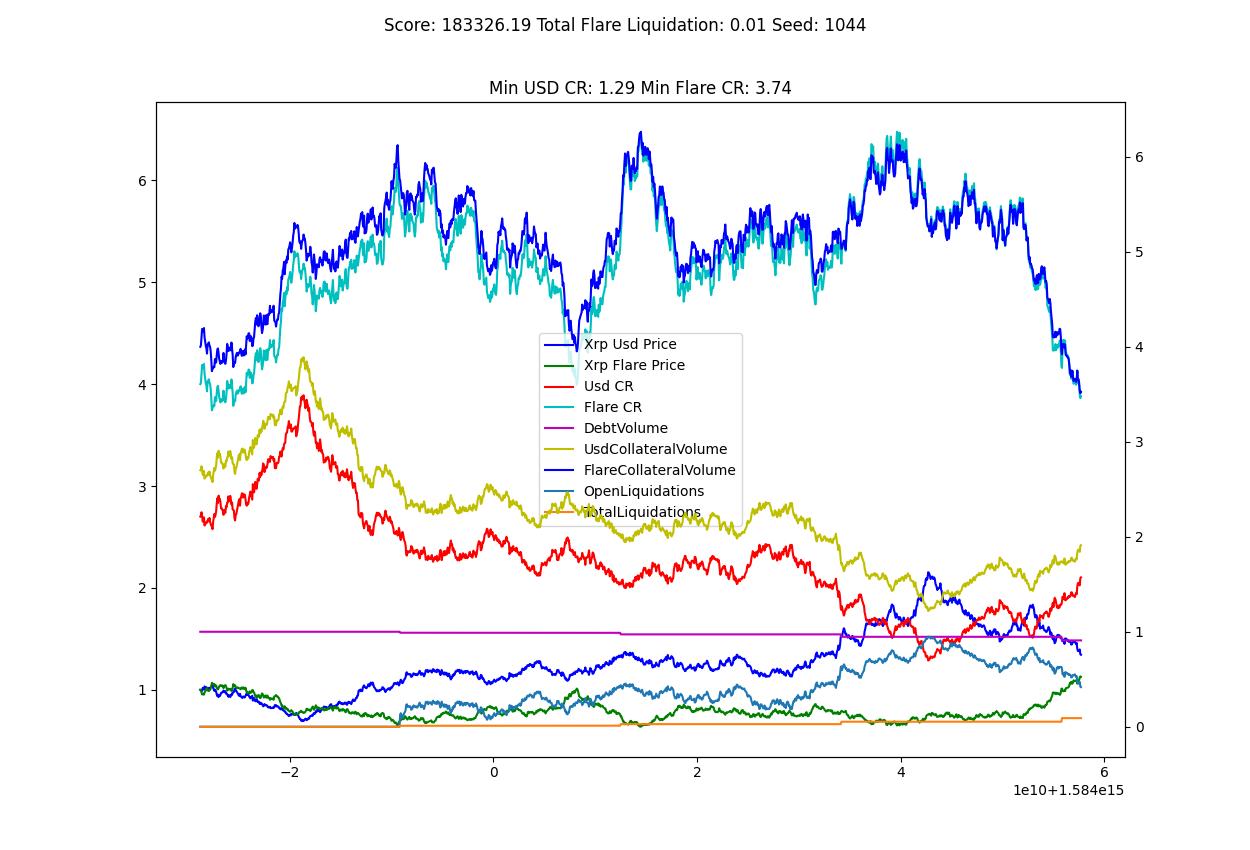 Score: 183326.19 Total Flare Liquidation: 0.01 Seed: 1044
Min USD CR: 1.29 Min Flare CR: 3.74
6
5
4
3
2
1
Xrp Usd Price
Xrp Flare Price
Usd CR
Flare CR
DebtVolume
UsdCollateralVolume
FlareCollateralVolume
OpenLiquidations
TotalLiquidations
6
5
4
3
2
1
0
−2
0
2
4
6
1e10+1.584e15